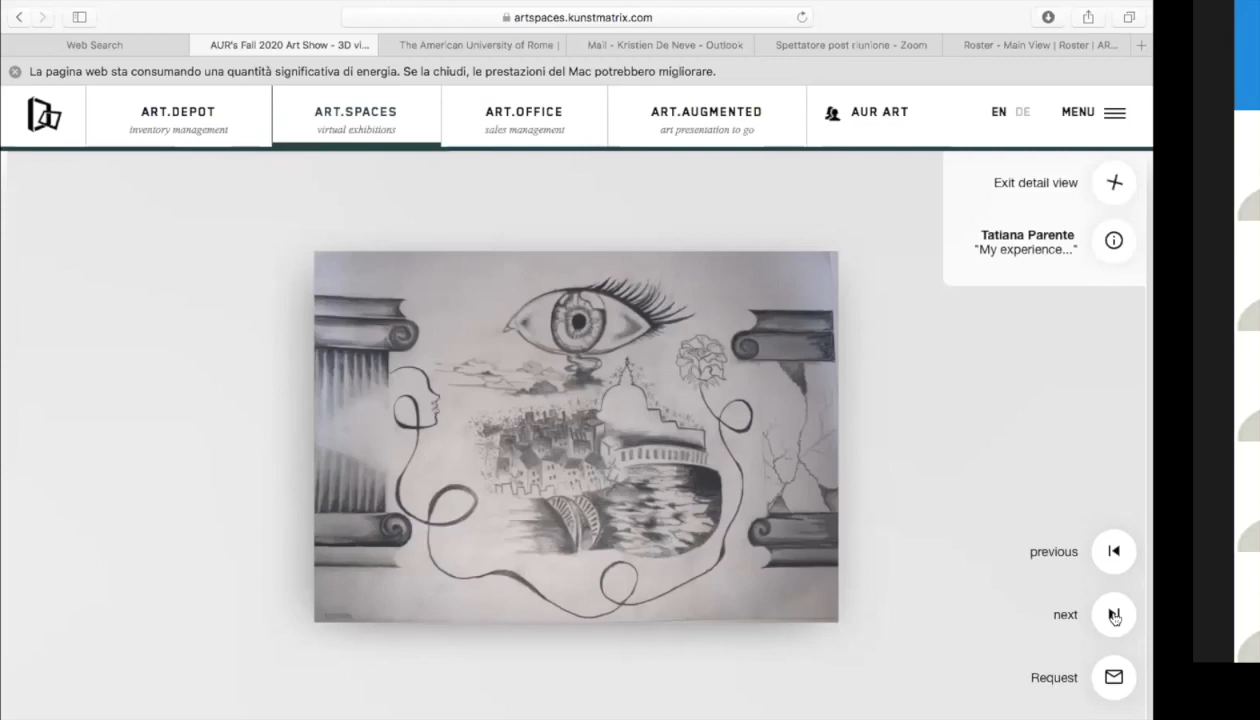 artspaces.kunstmatrix.com
Web Search
AUR's Fall 2020 Art Show - 3D vi...
The American University of Rome |
Mail - Kristien De Neve - Outlook
Spettatore post riunione - Zoom
Roster - Main View | Roster | AR...
La pagina web sta consumando una quantità significativa di energia. Se la chiudi, le prestazioni del Mac potrebbero migliorare.
ART.DEPOT
inventory management
ART.SPACES
virtual exhibitions
ART.OFFICE
sales management
ART.AUGMENTED
art presentation to go
AUR ART
EN DE
MENU
Exit detail view
Tatiana Parente
"My experience..."
previous
next
Request